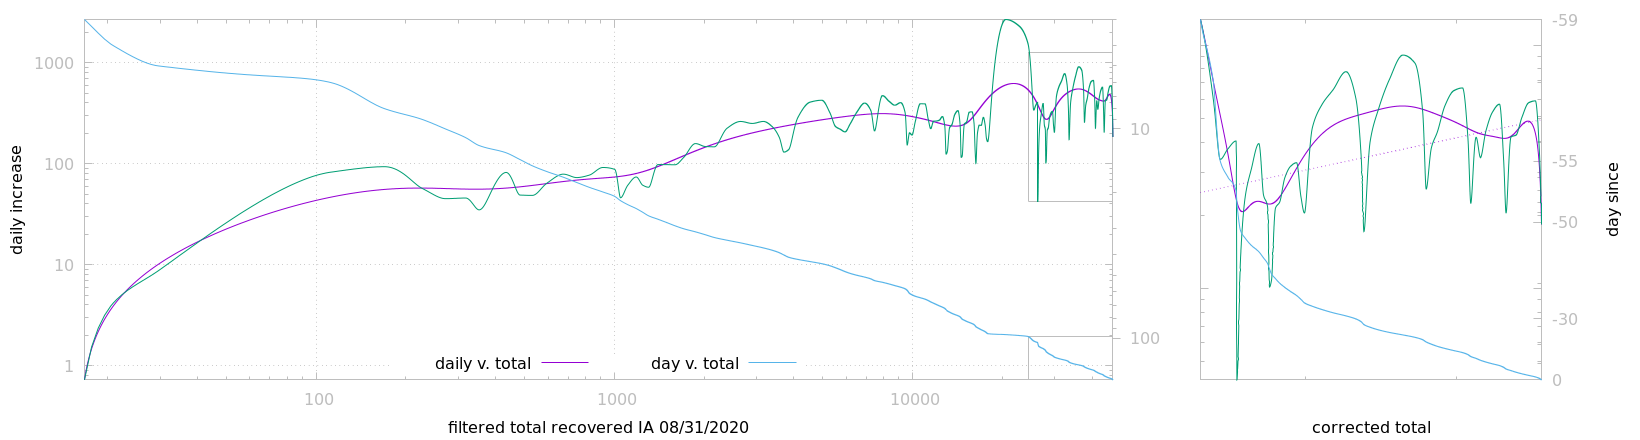 daily increase
1000
100
10
1
100
1000
10000
10
100
daily v. total
day v. total
filtered total recovered IA 08/31/2020
-59
-55
-50
-30
0
day since
corrected total